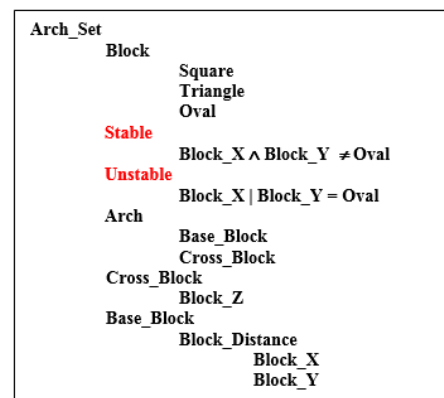 Arch_Set
Block
Square
Triangle
Oval
Stable
Block_X ∧ Block_Y ≠ Oval
Unstable
Block_X | Block_Y = Oval
Arch
Base_Block
Cross_Block
Cross_Block
Block_Z
Base_Block
Block_Distance
Block_X
Block_Y